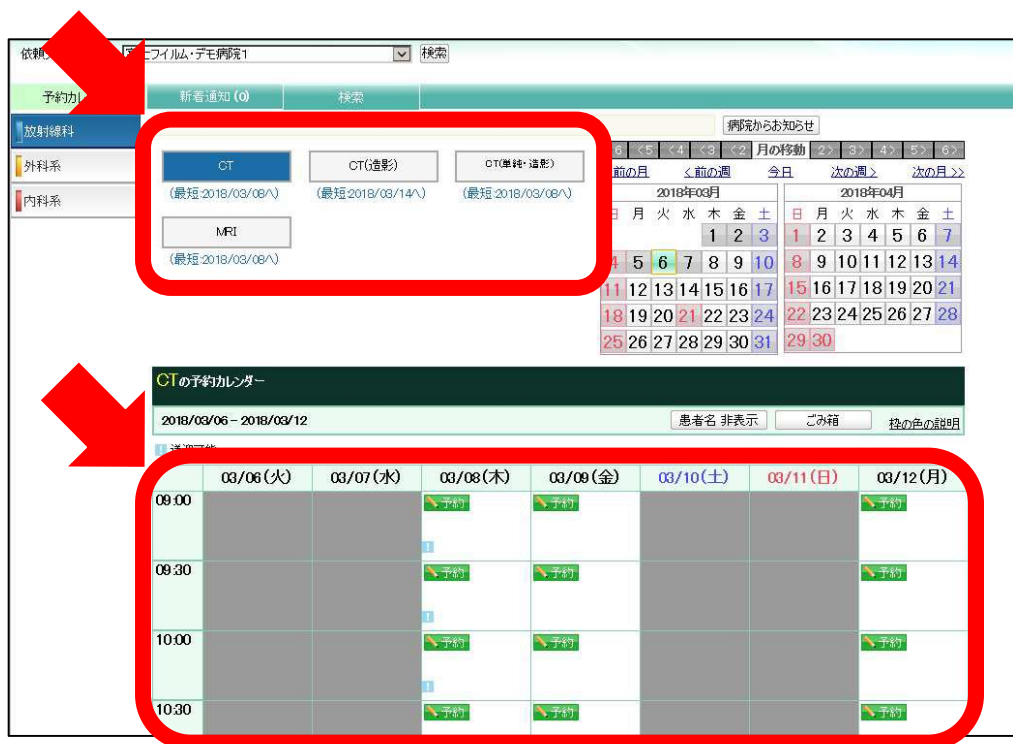 依頼
士フイルム・デモ病院1
検索
予約カレ
新着通知(0)
検索
放射線科
外科系
内科系
CT
CT(造影)
CT(単純・造影)
(最短:2018/03/08へ)
(最短:2018/03/14へ)
(最短:2018/03/08へ)
MRI
(最短:2018/03/08へ)
病院からお知らせ
<5 <4 <3 <2 月の移動 2> 3> 4> 5> 6>
前の月 <前の週 今日 次の週> 次の月>>
2018年03月
日 月 火 水 木 金 土
1 2 3
4 5 6 7 8 9 10
11 12 13 14 15 16 17
18 19 20 21 22 23 24
25 26 27 28 29 30 31
2018年04月
日 月 火 水 木 金 土
1 2 3 4 5 6 7
8 9 10 11 12 13 14
15 16 17 18 19 20 21
22 23 24 25 26 27 28
29 30
CTの予約カレンダー
2018/03/06 - 2018/03/12
患者名 非表示
ごみ箱
枠の色の説明
03/06(火) 03/07(水) 03/08(木) 03/09(金) 03/10(土) 03/11(日) 03/12(月)
09:00 予約 予約 予約
!
09:30 予約 予約 予約
!
10:00 予約 予約 予約
!
10:30 予約 予約 予約